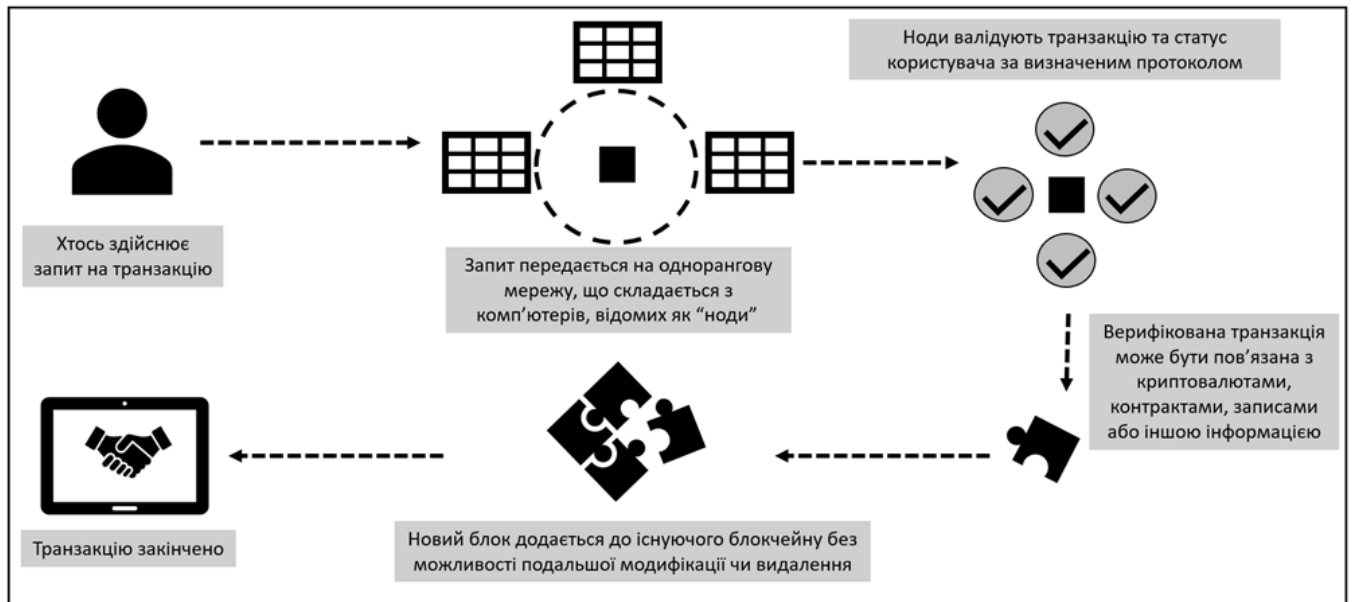 Хтось здійснює
запит на транзакцію
Запит передається на однорангову
мережу, що складається з
комп’ютерів, відомих як “ноди”
Ноди валідують транзакцію та статус
користувача за визначеним протоколом
Верифікована транзакція
може бути пов’язана з
криптовалютами,
контрактами, записами
або іншою інформацією
Новий блок додається до існуючого блокчейну без
можливості подальшої модифікації чи видалення
Транзакцію закінчено